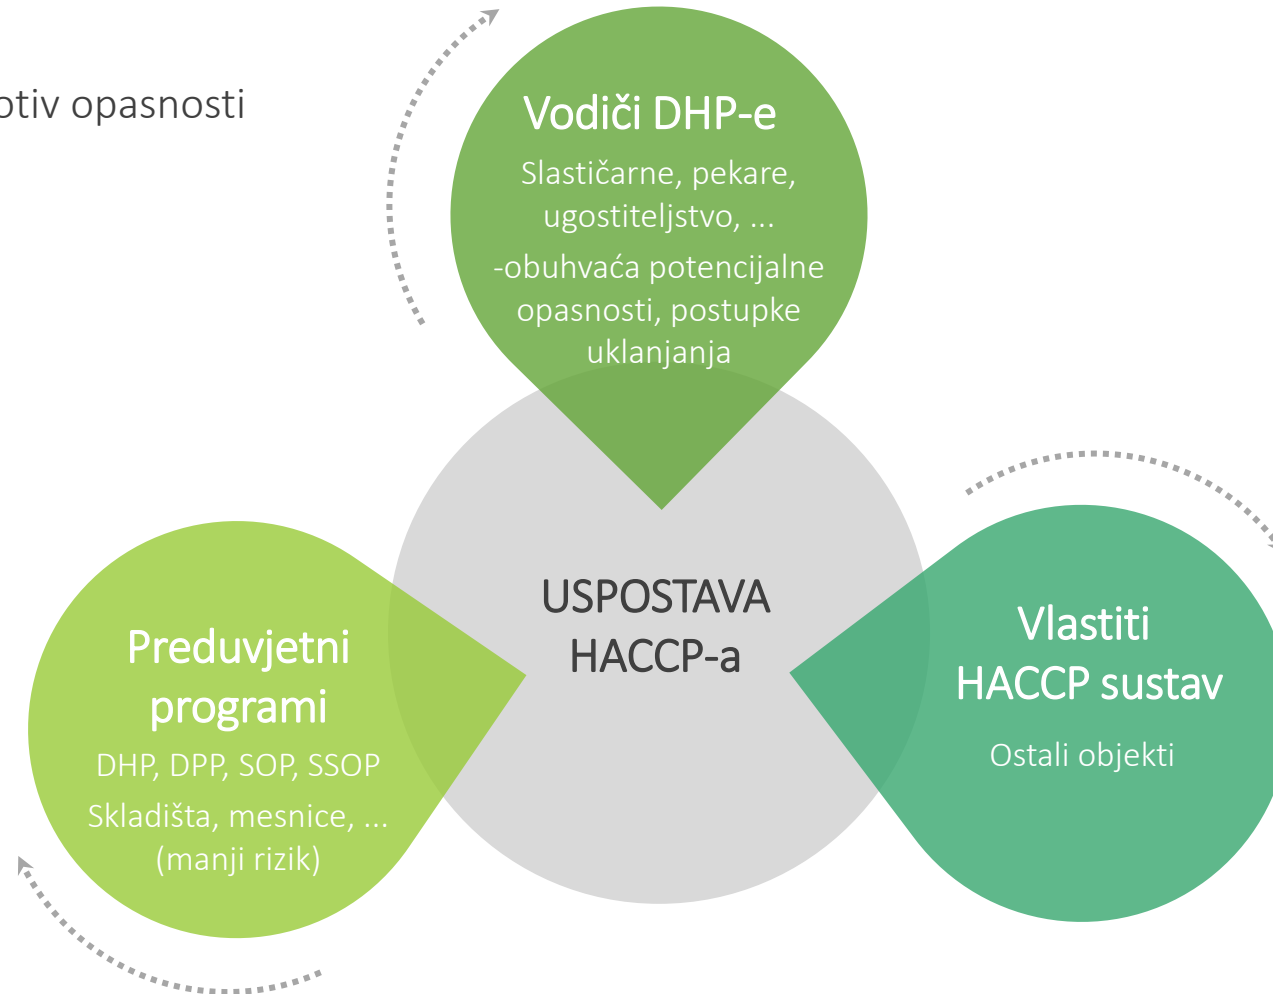 otiv opasnosti
Vodiči DHP-e
Slastičarne, pekare,
ugostiteljstvo, ...
-obuhvaća potencijalne
opasnosti, postupke
uklanjanja
USPOSTAVA
HACCP-a
Preduvjetni
programi
DHP, DPP, SOP, SSOP
Skladišta, mesnice, ...
(manji rizik)
Vlastiti
HACCP sustav
Ostali objekti